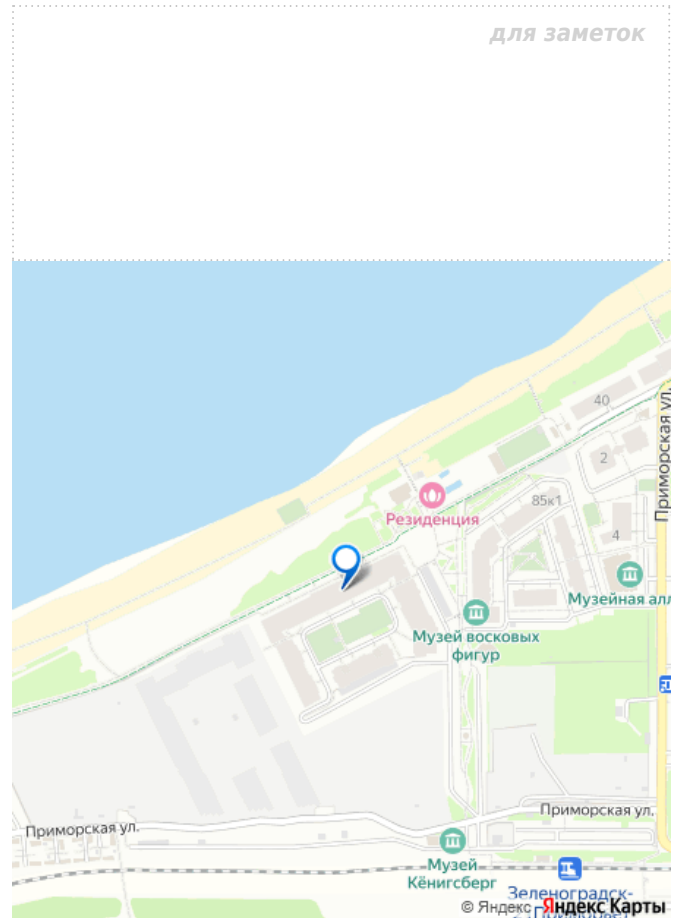 для заметок
40
Приморская ул.
2
85к1
Резиденция
4
Музейная алл
Музей восковых
фигур
Приморская ул.
Приморская ул.
Музей
Кёнигсберг
Зеленоградск-
© Яндекс Яндекс Карты